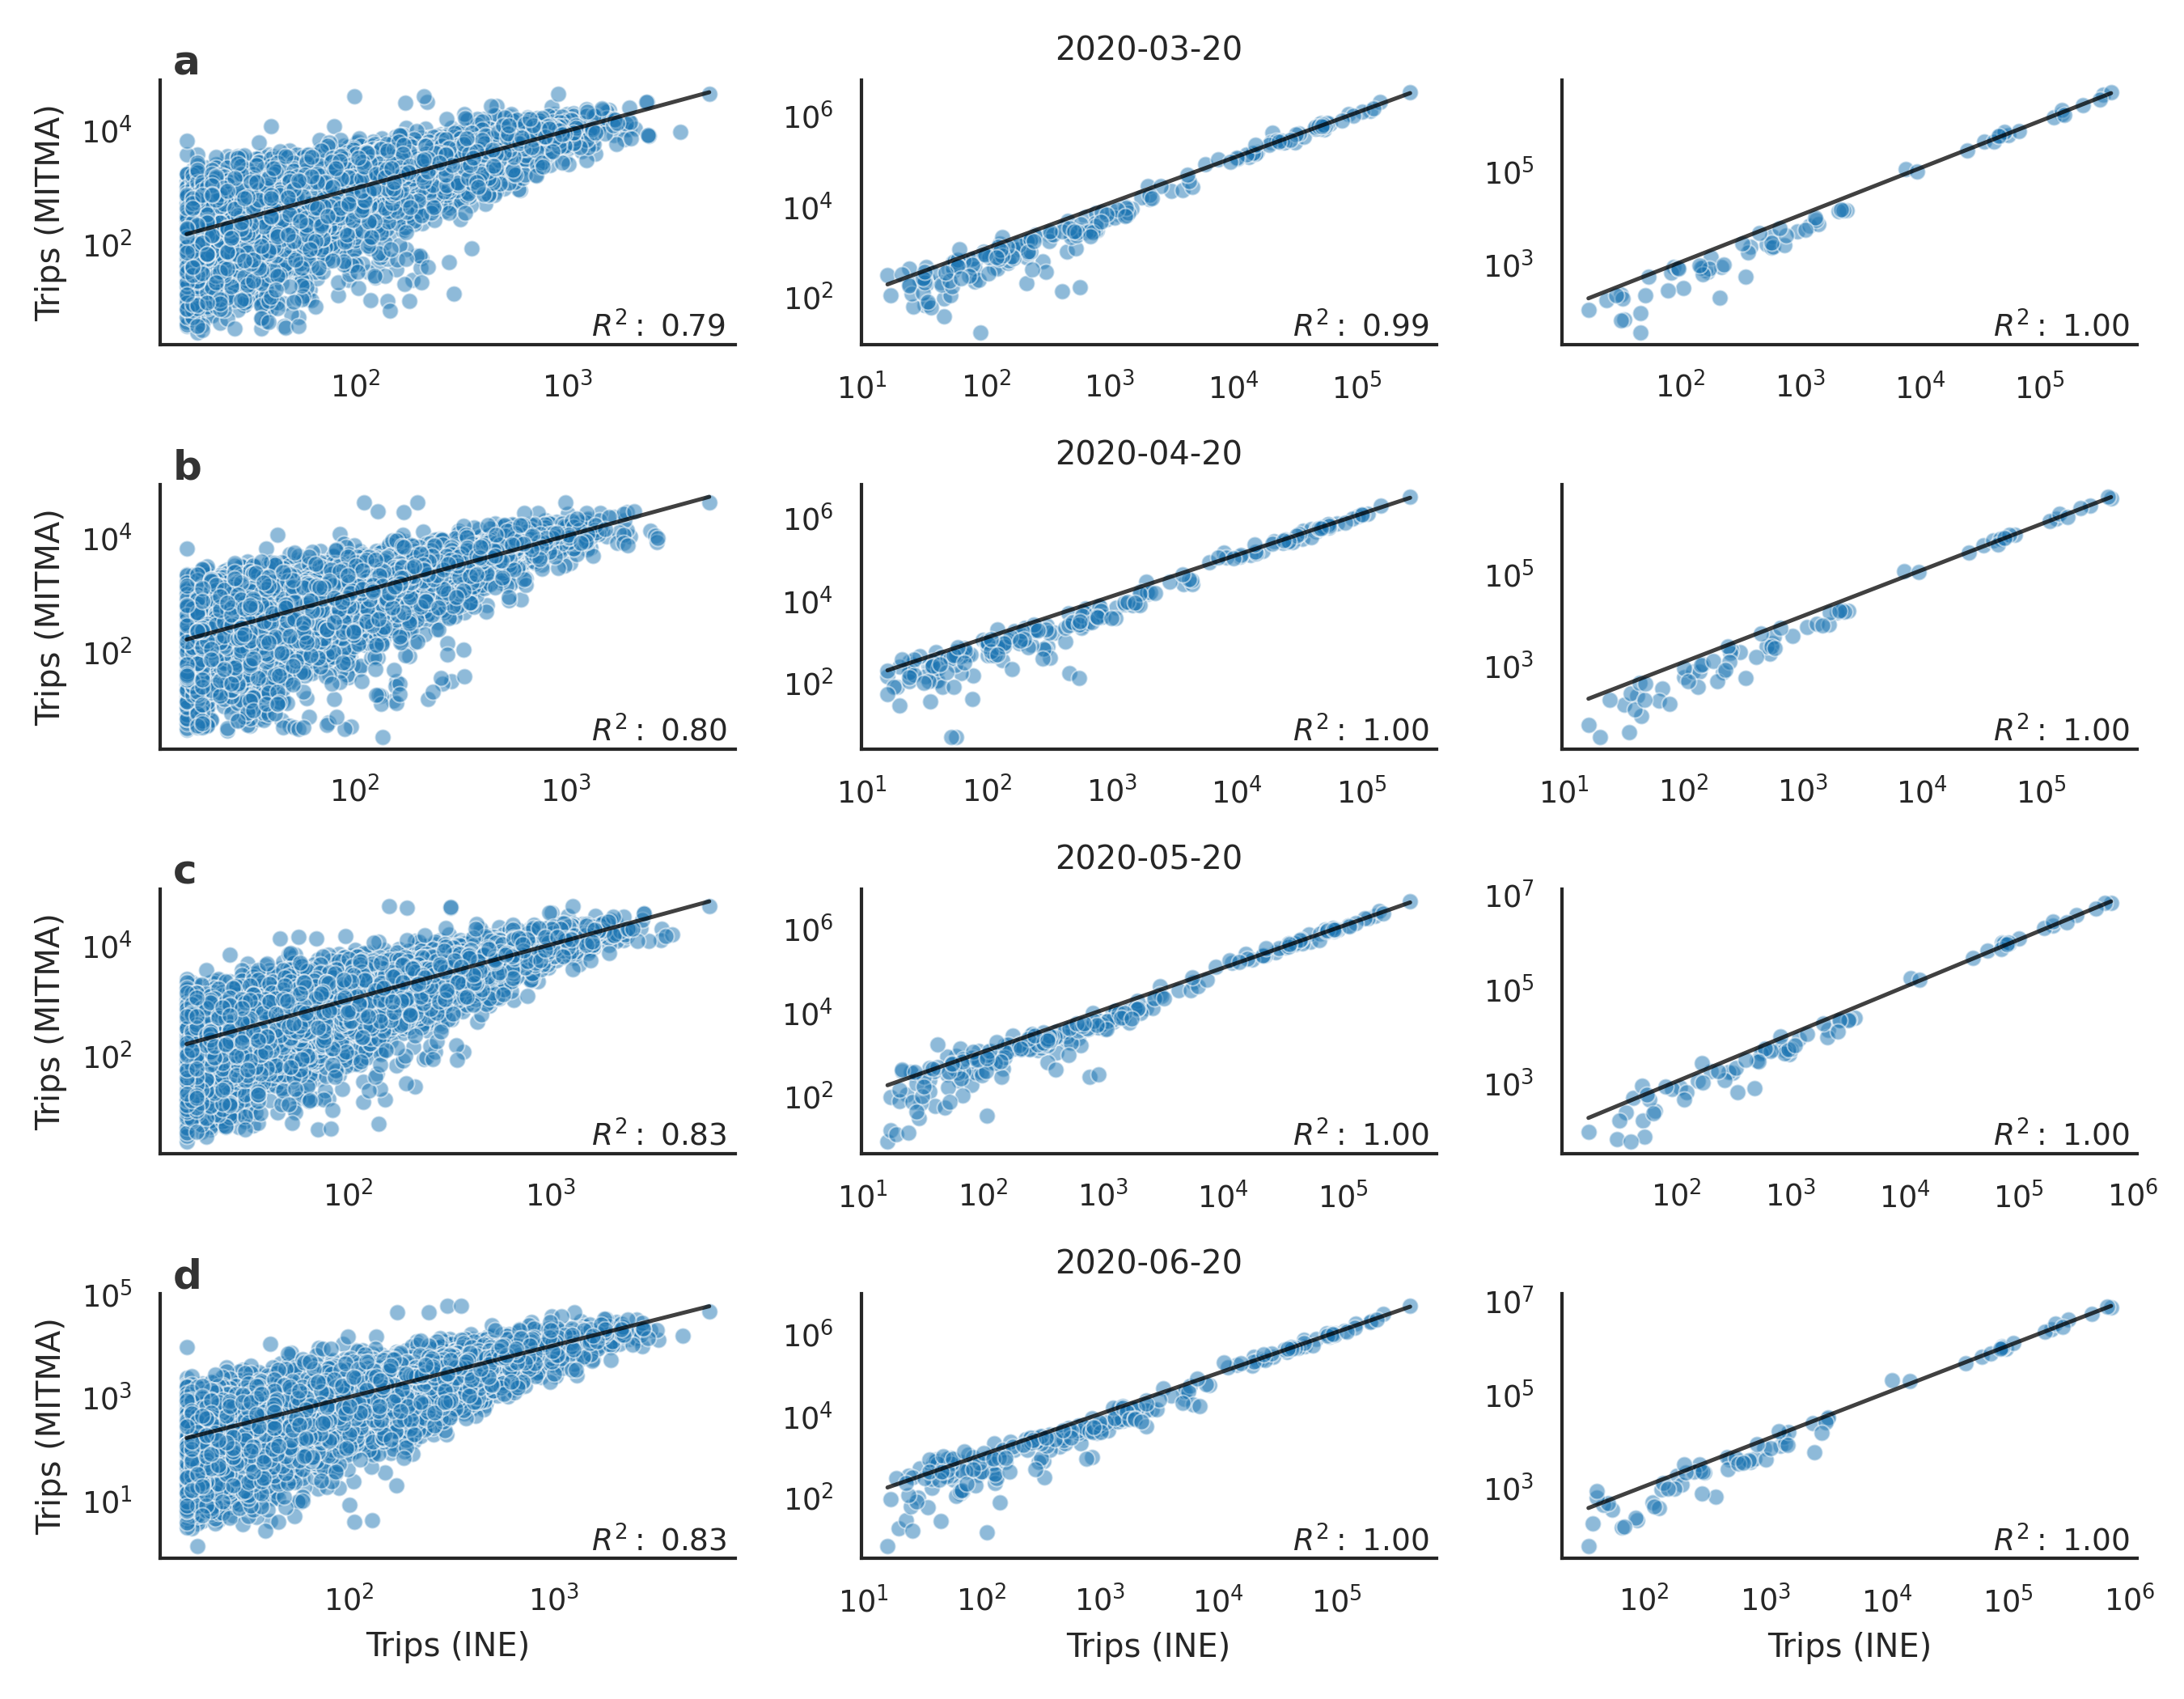 a
2020-03-20
Trips (MITMA)
10^4
10^2
R^2: 0.79
10^2 10^3
10^6
10^4
10^2
R^2: 0.99
10^1 10^2 10^3 10^4 10^5
10^5
10^3
R^2: 1.00
10^2 10^3 10^4 10^5
b
2020-04-20
Trips (MITMA)
10^4
10^2
R^2: 0.80
10^2 10^3
10^6
10^4
10^2
R^2: 1.00
10^1 10^2 10^3 10^4 10^5
10^5
10^3
R^2: 1.00
10^1 10^2 10^3 10^4 10^5
c
2020-05-20
Trips (MITMA)
10^4
10^2
R^2: 0.83
10^2 10^3
10^6
10^4
10^2
R^2: 1.00
10^1 10^2 10^3 10^4 10^5
10^7
10^5
10^3
R^2: 1.00
10^2 10^3 10^4 10^5 10^6
d
2020-06-20
Trips (MITMA)
10^5
10^3
10^1
R^2: 0.83
10^2 10^3
Trips (INE)
10^6
10^4
10^2
R^2: 1.00
10^1 10^2 10^3 10^4 10^5
Trips (INE)
10^7
10^5
10^3
R^2: 1.00
10^2 10^3 10^4 10^5 10^6
Trips (INE)